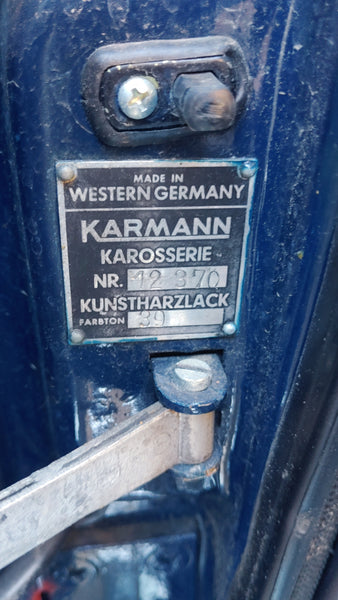 MADE IN
WESTERN GERMANY
KARMANN
KAROSSERIE
NR. 12 370
KUNSTHARZLACK
FARBTON 39